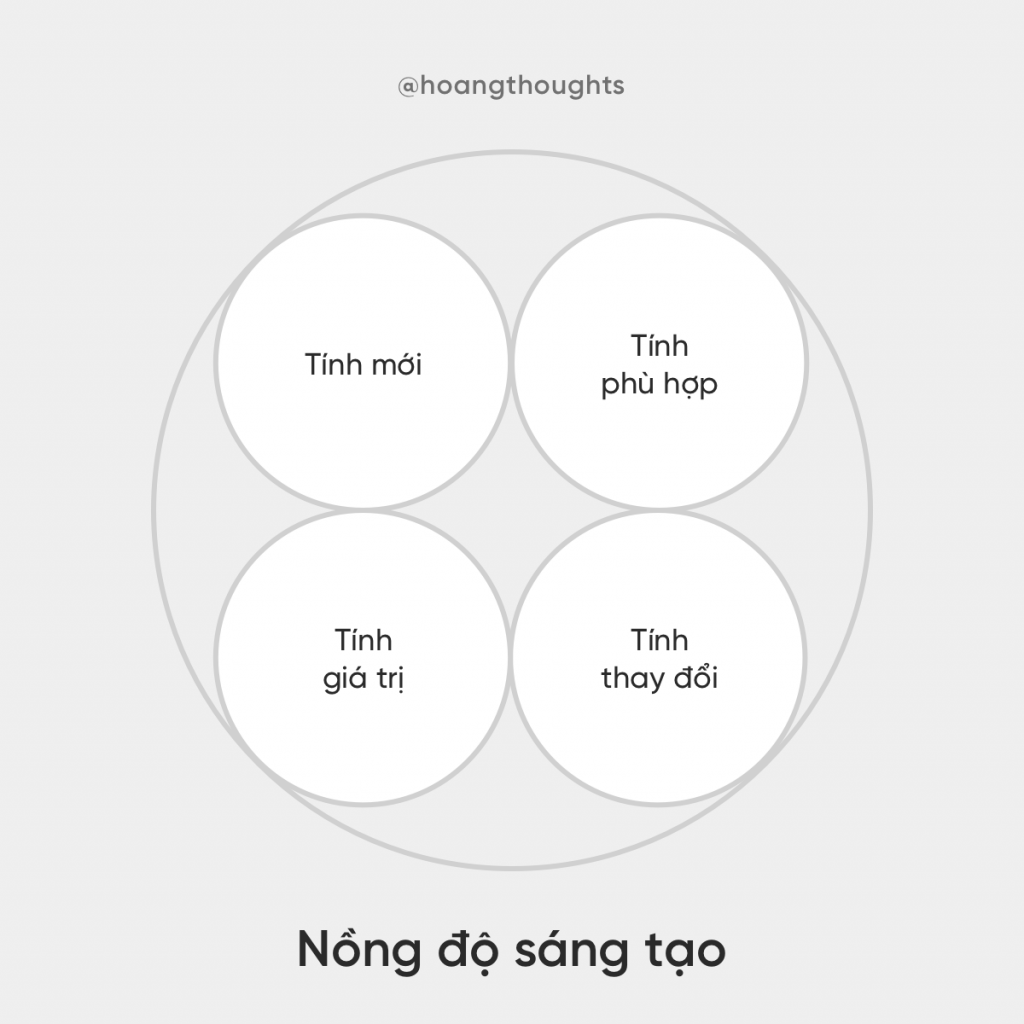 @hoangthoughts
Tính mới
Tính
phù hợp
Tính
giá trị
Tính
thay đổi
Nồng độ sáng tạo